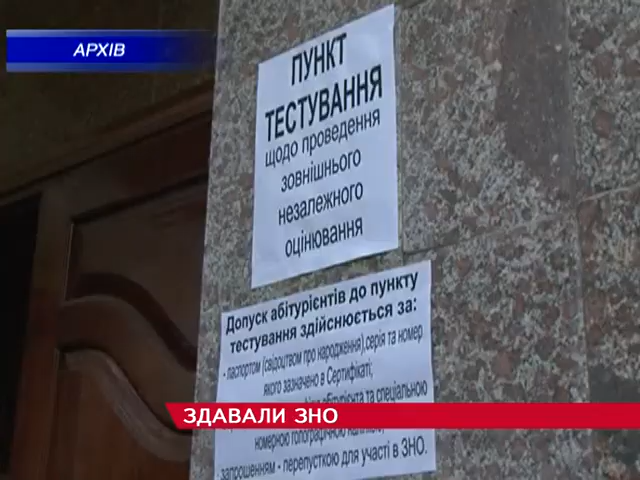 АРХІВ
ПУНКТ
ТЕСТУВАННЯ
щодо проведення
зовнішнього
незалежного
оцінювання
Допуск абітурієнтів до пункту
тестування здійснюється за:
- паспортом (свідоцтвом про народження),серія та номер
якого зазначено в Сертифікаті;
абітурієнта та спеціальною
номерною голографічною
- запрошенням - перепусткою для участі в ЗНО.
ЗДАВАЛИ ЗНО